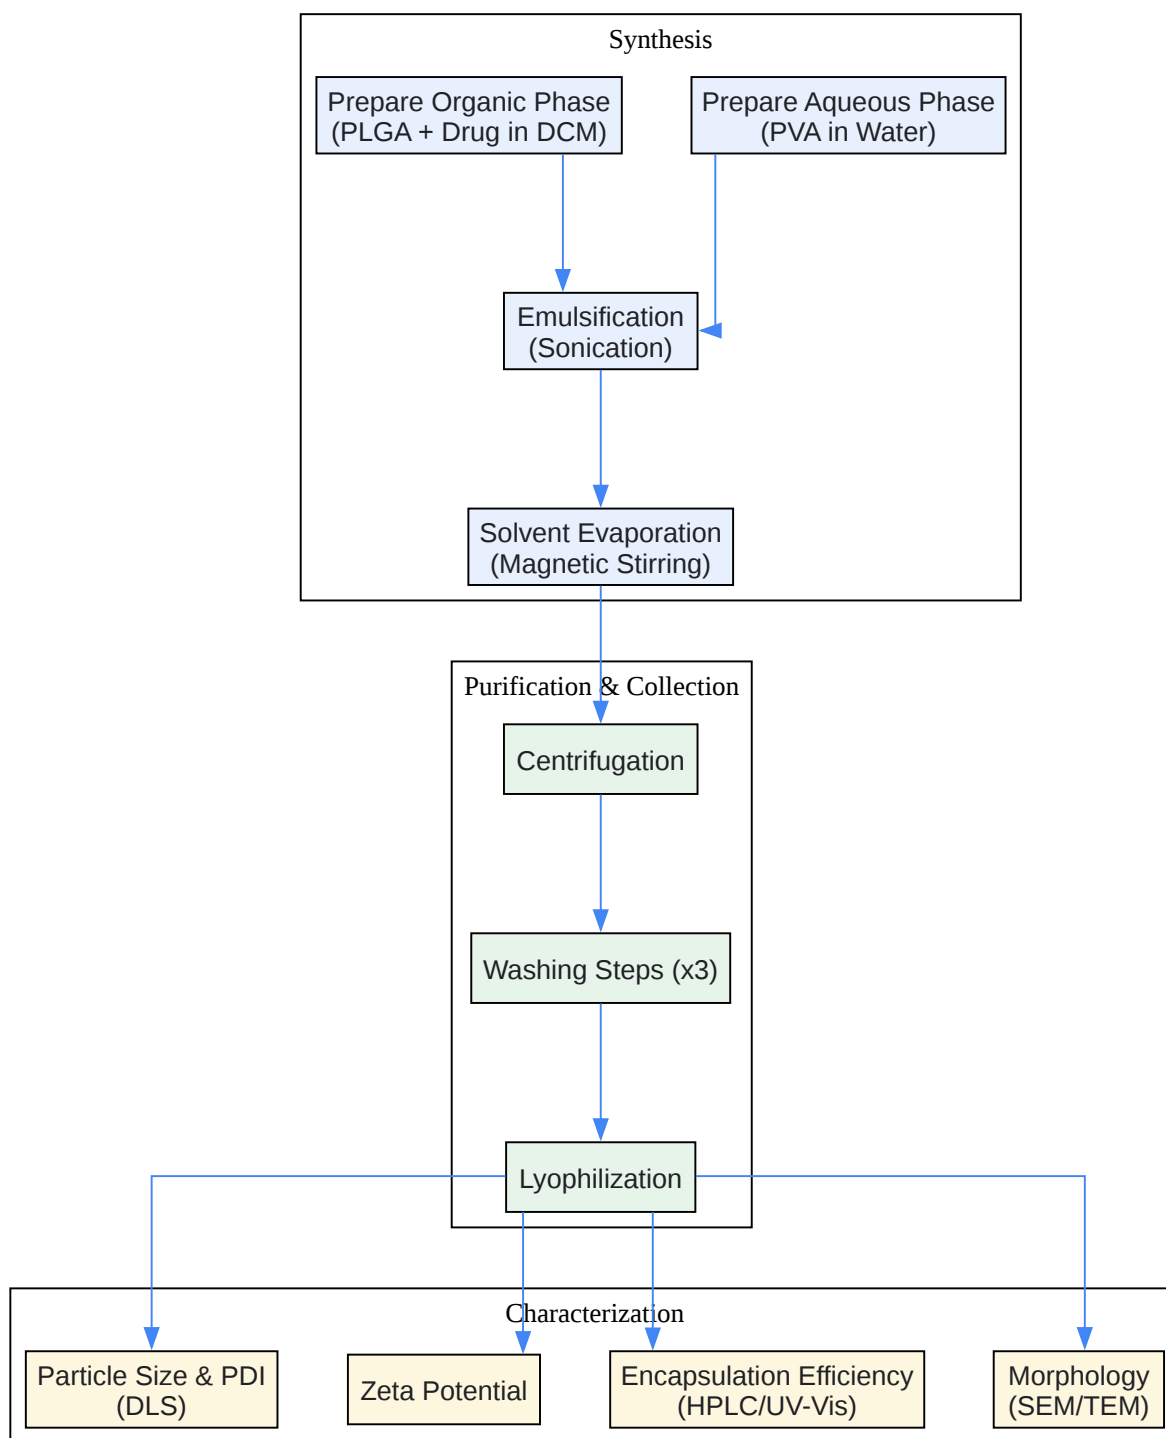 Synthesis
Prepare Organic Phase
(PLGA + Drug in DCM)
Prepare Aqueous Phase
(PVA in Water)
Emulsification
(Sonication)
Solvent Evaporation
(Magnetic Stirring)
Purification & Collection
Centrifugation
Washing Steps (x3)
Lyophilization
Characterization
Particle Size & PDI
(DLS)
Zeta Potential
Encapsulation Efficiency
(HPLC/UV-Vis)
Morphology
(SEM/TEM)